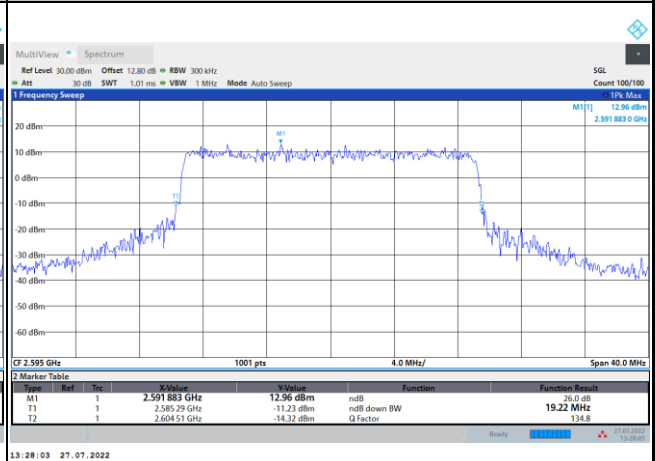 MultiView Spectrum
Ref Level 30.00 dBm Offset 12.80 dB RBW 300 kHz SGL
Att 30 dB SWT 1.01 ms VBW 1 MHz Mode Auto Sweep Count 100/100
1 Frequency Sweep 1Pk Max
M1[1] 12.96 dBm
2.591 883 0 GHz
20 dBm
M1
10 dBm
0 dBm
T1
-10 dBm
-20 dBm
-30 dBm
-40 dBm
-50 dBm
-60 dBm
CF 2.595 GHz 1001 pts 4.0 MHz/ Span 40.0 MHz
2 Marker Table
Type Ref Trc X-Value Y-Value Function Function Result
M1 1 2.591 883 GHz 12.96 dBm ndB 26.0 dB
T1 1 2.585 29 GHz -11.23 dBm ndB down BW 19.22 MHz
T2 1 2.604 51 GHz -14.32 dBm Q Factor 134.8
Ready 27.07.2022
13:28:03
13:28:03 27.07.2022